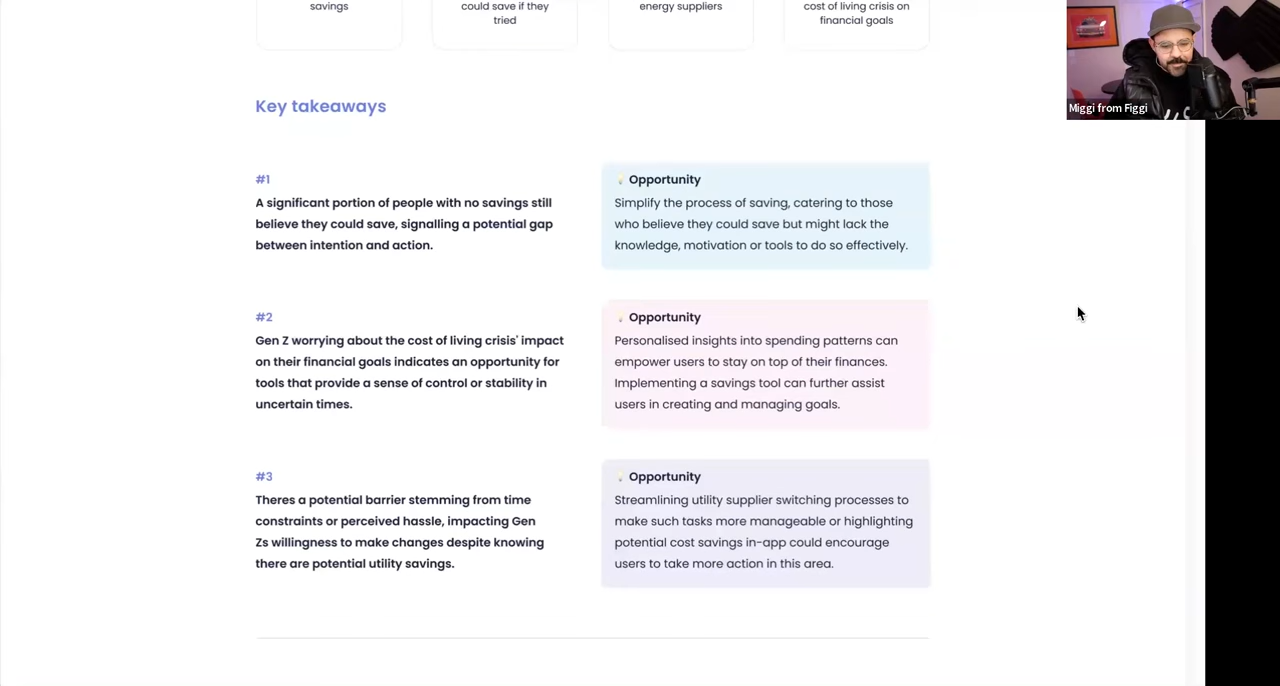 savings
could save if they
tried
energy suppliers
cost of living crisis on
financial goals
Miggi from Figgi
Key takeaways
#1
A significant portion of people with no savings still
believe they could save, signalling a potential gap
between intention and action.
Opportunity
Simplify the process of saving, catering to those
who believe they could save but might lack the
knowledge, motivation or tools to do so effectively.
#2
Gen Z worrying about the cost of living crisis' impact
on their financial goals indicates an opportunity for
tools that provide a sense of control or stability in
uncertain times.
Opportunity
Personalised insights into spending patterns can
empower users to stay on top of their finances.
Implementing a savings tool can further assist
users in creating and managing goals.
#3
Theres a potential barrier stemming from time
constraints or perceived hassle, impacting Gen
Zs willingness to make changes despite knowing
there are potential utility savings.
Opportunity
Streamlining utility supplier switching processes to
make such tasks more manageable or highlighting
potential cost savings in-app could encourage
users to take more action in this area.